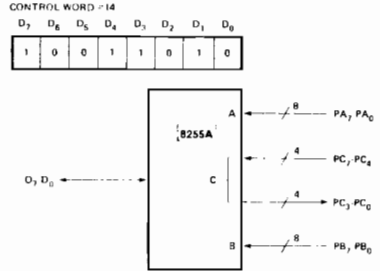 CONTROL WORD #14
D7 D6 D5 D4 D3 D2 D1 D0
1 0 0 1 1 0 1 0
8255A
A
8
PA7 PA0
4
PC7 PC4
C
D7 D0
4
PC3 PC0
B
8
PB7 PB0